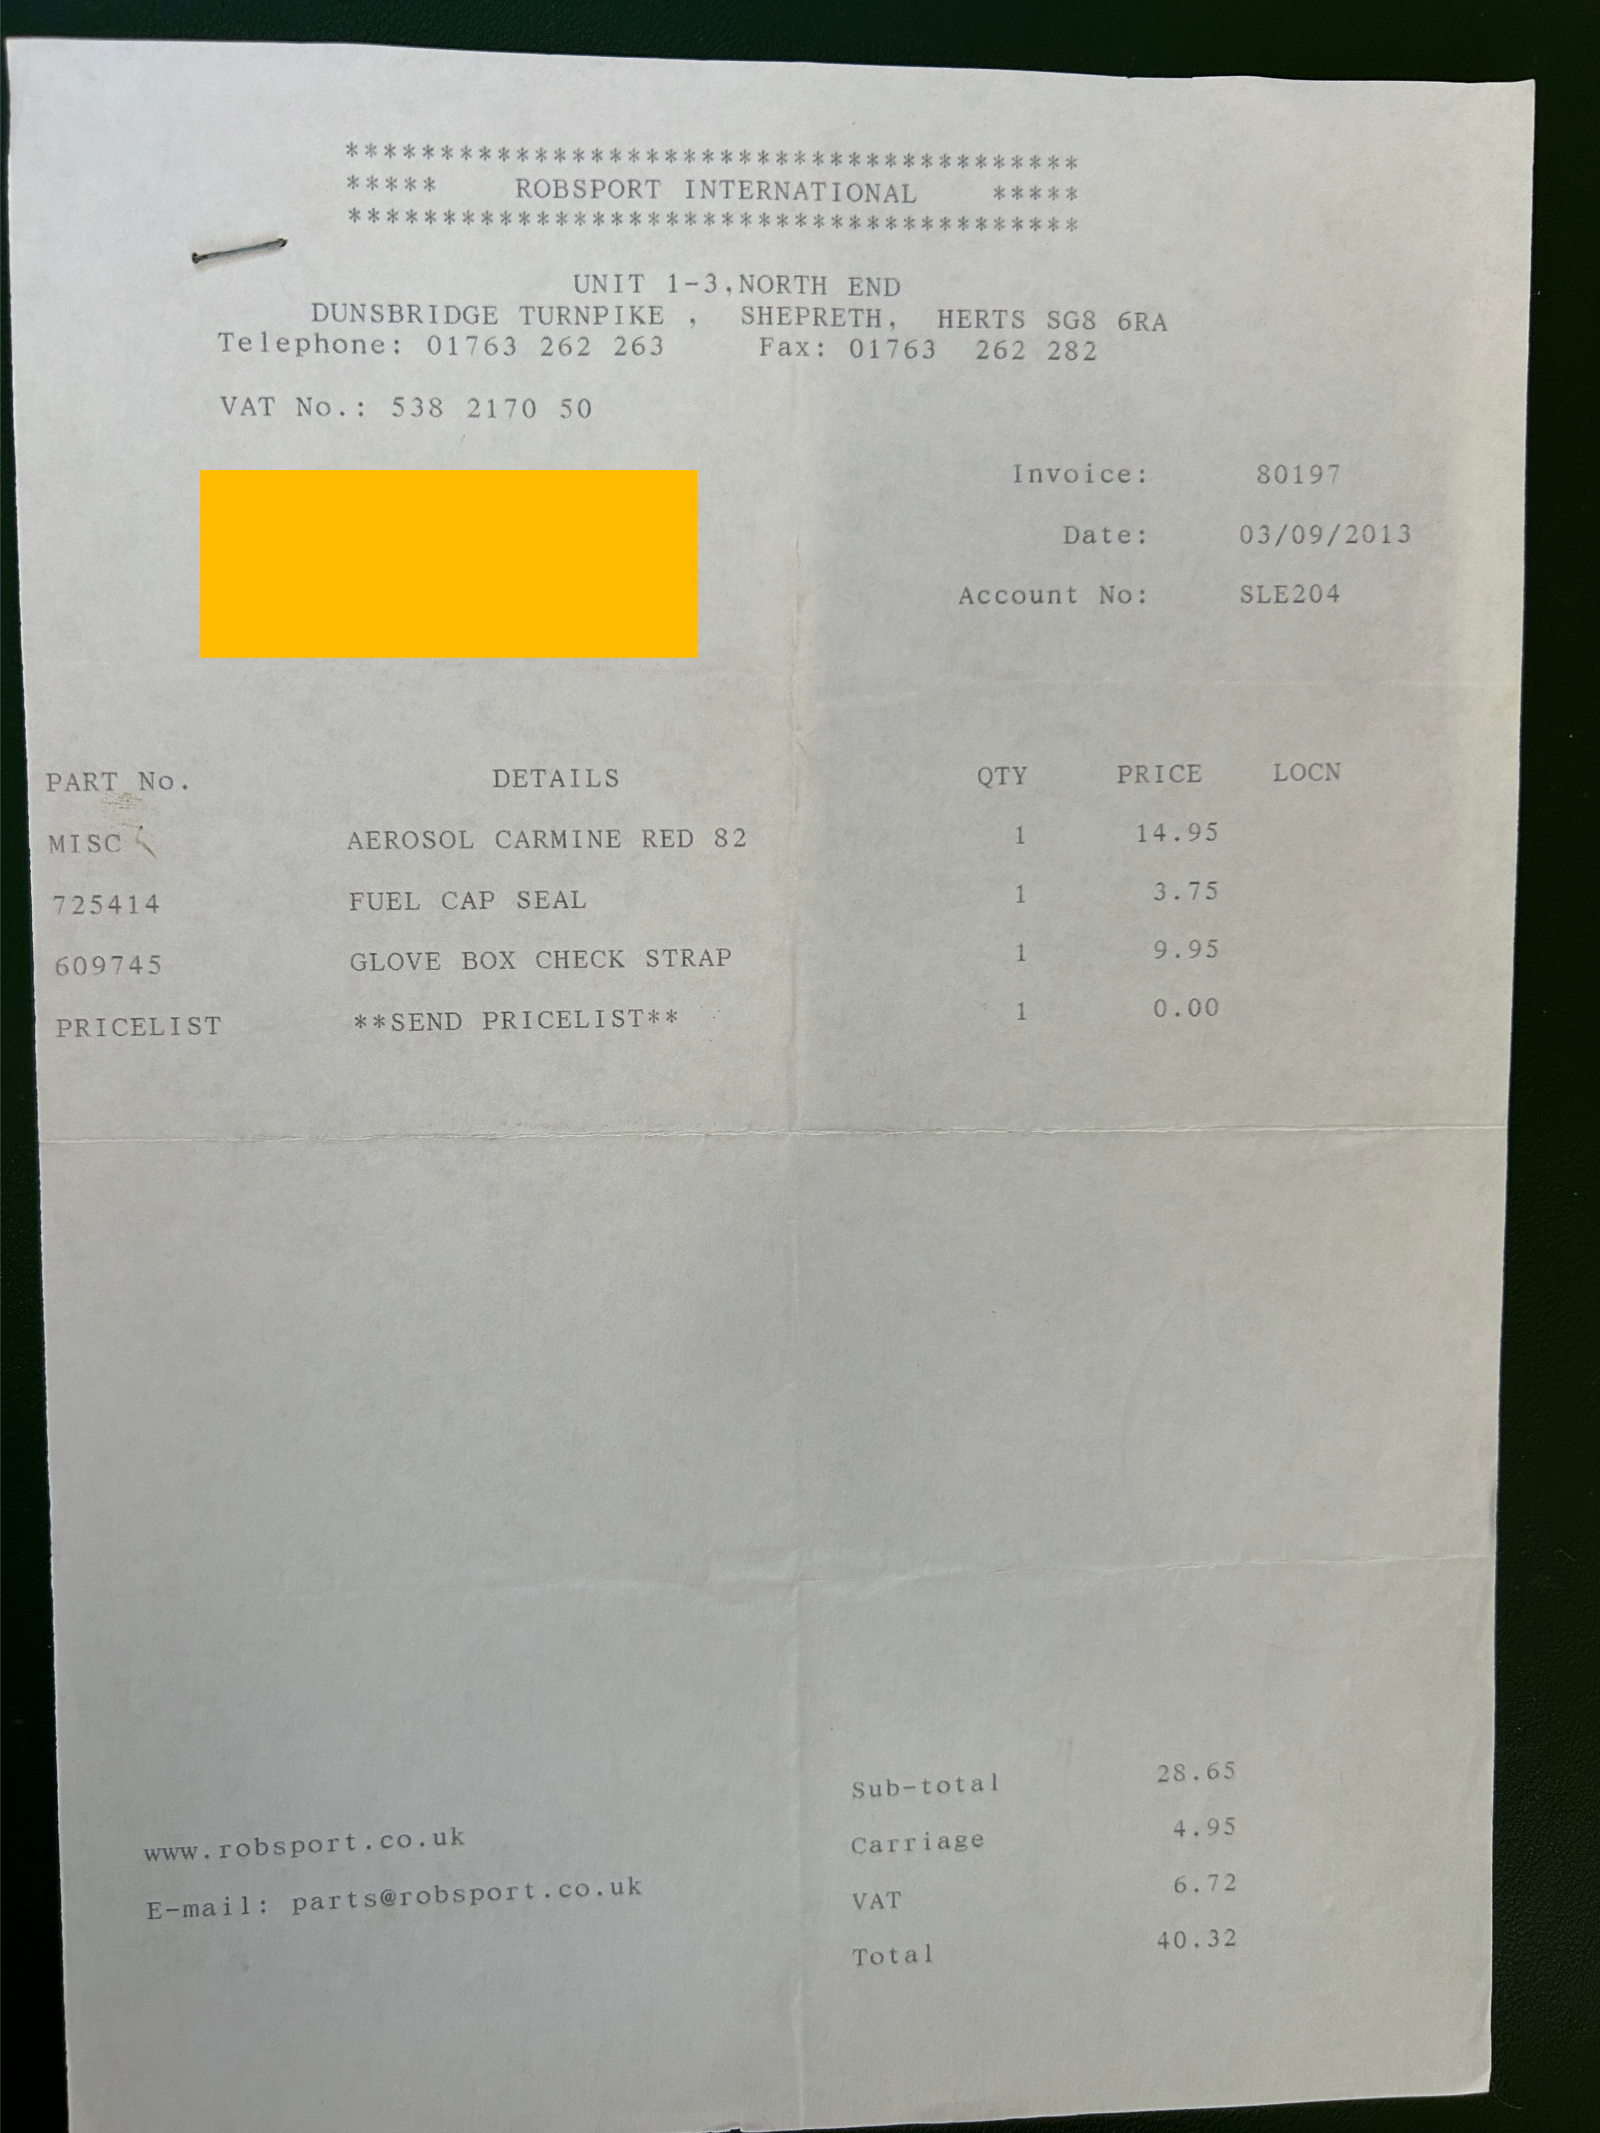 ***************************************
***** ROBSPORT INTERNATIONAL *****
***************************************
UNIT 1-3,NORTH END
DUNSBRIDGE TURNPIKE , SHEPRETH, HERTS SG8 6RA
Telephone: 01763 262 263 Fax: 01763 262 282
VAT No.: 538 2170 50
Invoice: 80197
Date: 03/09/2013
Account No: SLE204
PART No. DETAILS QTY PRICE LOCN
MISC AEROSOL CARMINE RED 82 1 14.95
725414 FUEL CAP SEAL 1 3.75
609745 GLOVE BOX CHECK STRAP 1 9.95
PRICELIST **SEND PRICELIST** 1 0.00
Sub-total 28.65
www.robsport.co.uk Carriage 4.95
E-mail: parts@robsport.co.uk VAT 6.72
Total 40.32